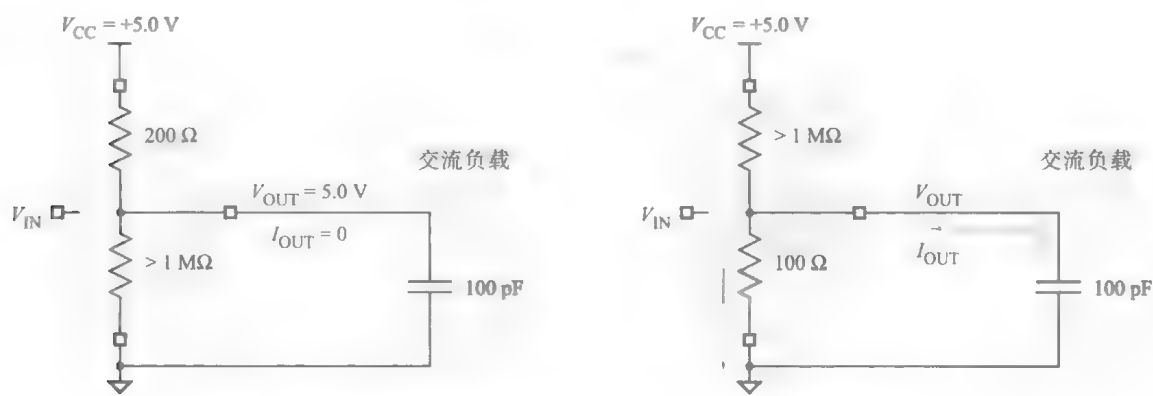 V_CC = +5.0 V
200 Ω
交流负载
V_OUT = 5.0 V
V_IN
I_OUT = 0
> 1 MΩ
100 pF
V_CC = +5.0 V
> 1 MΩ
交流负载
V_OUT
V_IN
I_OUT
100 Ω
100 pF